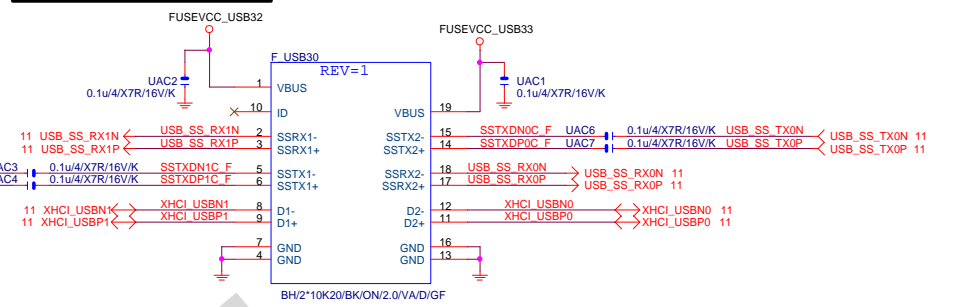 FUSEVCC_USB32
FUSEVCC_USB33
F_USB30
REV=1
UAC2
0.1u/4/X7R/16V/K
UAC1
0.1u/4/X7R/16V/K
1 VBUS
10 ID
VBUS 19
11 USB_SS_RX1N USB_SS_RX1N 2 SSRX1-
11 USB_SS_RX1P USB_SS_RX1P 3 SSRX1+
SSTX2- 15 SSTXDN0C_F UAC6 0.1u/4/X7R/16V/K USB_SS_TX0N USB_SS_TX0N 11
SSTX2+ 14 SSTXDP0C_F UAC7 0.1u/4/X7R/16V/K USB_SS_TX0P USB_SS_TX0P 11
AC3 0.1u/4/X7R/16V/K SSTXDN1C_F 5 SSTX1-
AC4 0.1u/4/X7R/16V/K SSTXDP1C_F 6 SSTX1+
SSRX2- 18 USB_SS_RX0N USB_SS_RX0N 11
SSRX2+ 17 USB_SS_RX0P USB_SS_RX0P 11
11 XHCI_USBN1 XHCI_USBN1 8 D1-
11 XHCI_USBP1 XHCI_USBP1 9 D1+
D2- 12 XHCI_USBN0 XHCI_USBN0 11
D2+ 11 XHCI_USBP0 XHCI_USBP0 11
7 GND
4 GND
GND 16
GND 13
BH/2*10K20/BK/ON/2.0/VA/D/GF